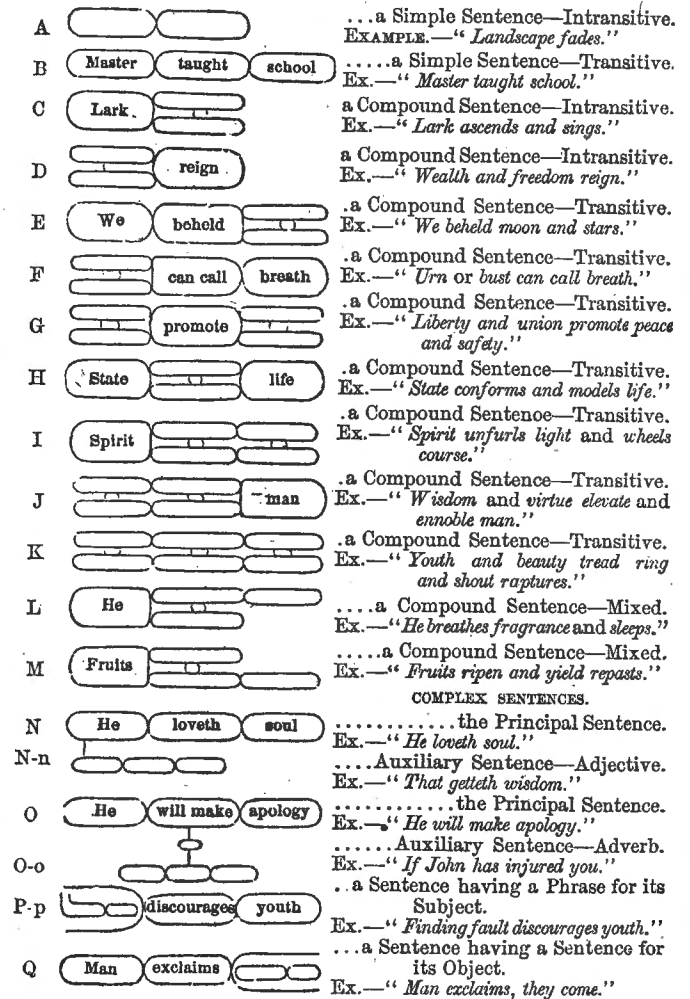 A ...a Simple Sentence—Intransitive.
EXAMPLE.—“Landscape fades.”
B Master taught school .....a Simple Sentence—Transitive.
Ex.—“Master taught school.”
C Lark a Compound Sentence—Intransitive.
Ex.—“Lark ascends and sings.”
D reign a Compound Sentence—Intransitive.
Ex.—“Wealth and freedom reign.”
E We beheld .a Compound Sentence—Transitive.
Ex.—“We beheld moon and stars.”
F can call breath .a Compound Sentence—Transitive.
Ex.—“Urn or bust can call breath.”
G promote .a Compound Sentence—Transitive.
Ex.—“Liberty and union promote peace
and safety.”
H State life .a Compound Sentence—Transitive.
Ex.—“State conforms and models life.”
I Spirit .a Compound Sentence—Transitive.
Ex.—“Spirit unfurls light and wheels
course.”
J man .a Compound Sentence—Transitive.
Ex.—“Wisdom and virtue elevate and
ennoble man.”
K .a Compound Sentence—Transitive.
Ex.—“Youth and beauty tread ring
and shout raptures.”
L He ....a Compound Sentence—Mixed.
Ex.—“He breathes fragrance and sleeps.”
M Fruits .....a Compound Sentence—Mixed.
Ex.—“Fruits ripen and yield repasts.”
COMPLEX SENTENCES.
N He loveth soul ............the Principal Sentence.
Ex.—“He loveth soul.”
N-n ....Auxiliary Sentence—Adjective.
Ex.—“That getteth wisdom.”
O He will make apology ............the Principal Sentence.
Ex.—“He will make apology.”
O-o ......Auxiliary Sentence—Adverb.
Ex.—“If John has injured you.”
P-p discourages youth ..a Sentence having a Phrase for its
Subject.
Ex.—“Finding fault discourages youth.”
Q Man exclaims ...a Sentence having a Sentence for
its Object.
Ex.—“Man exclaims, they come.”